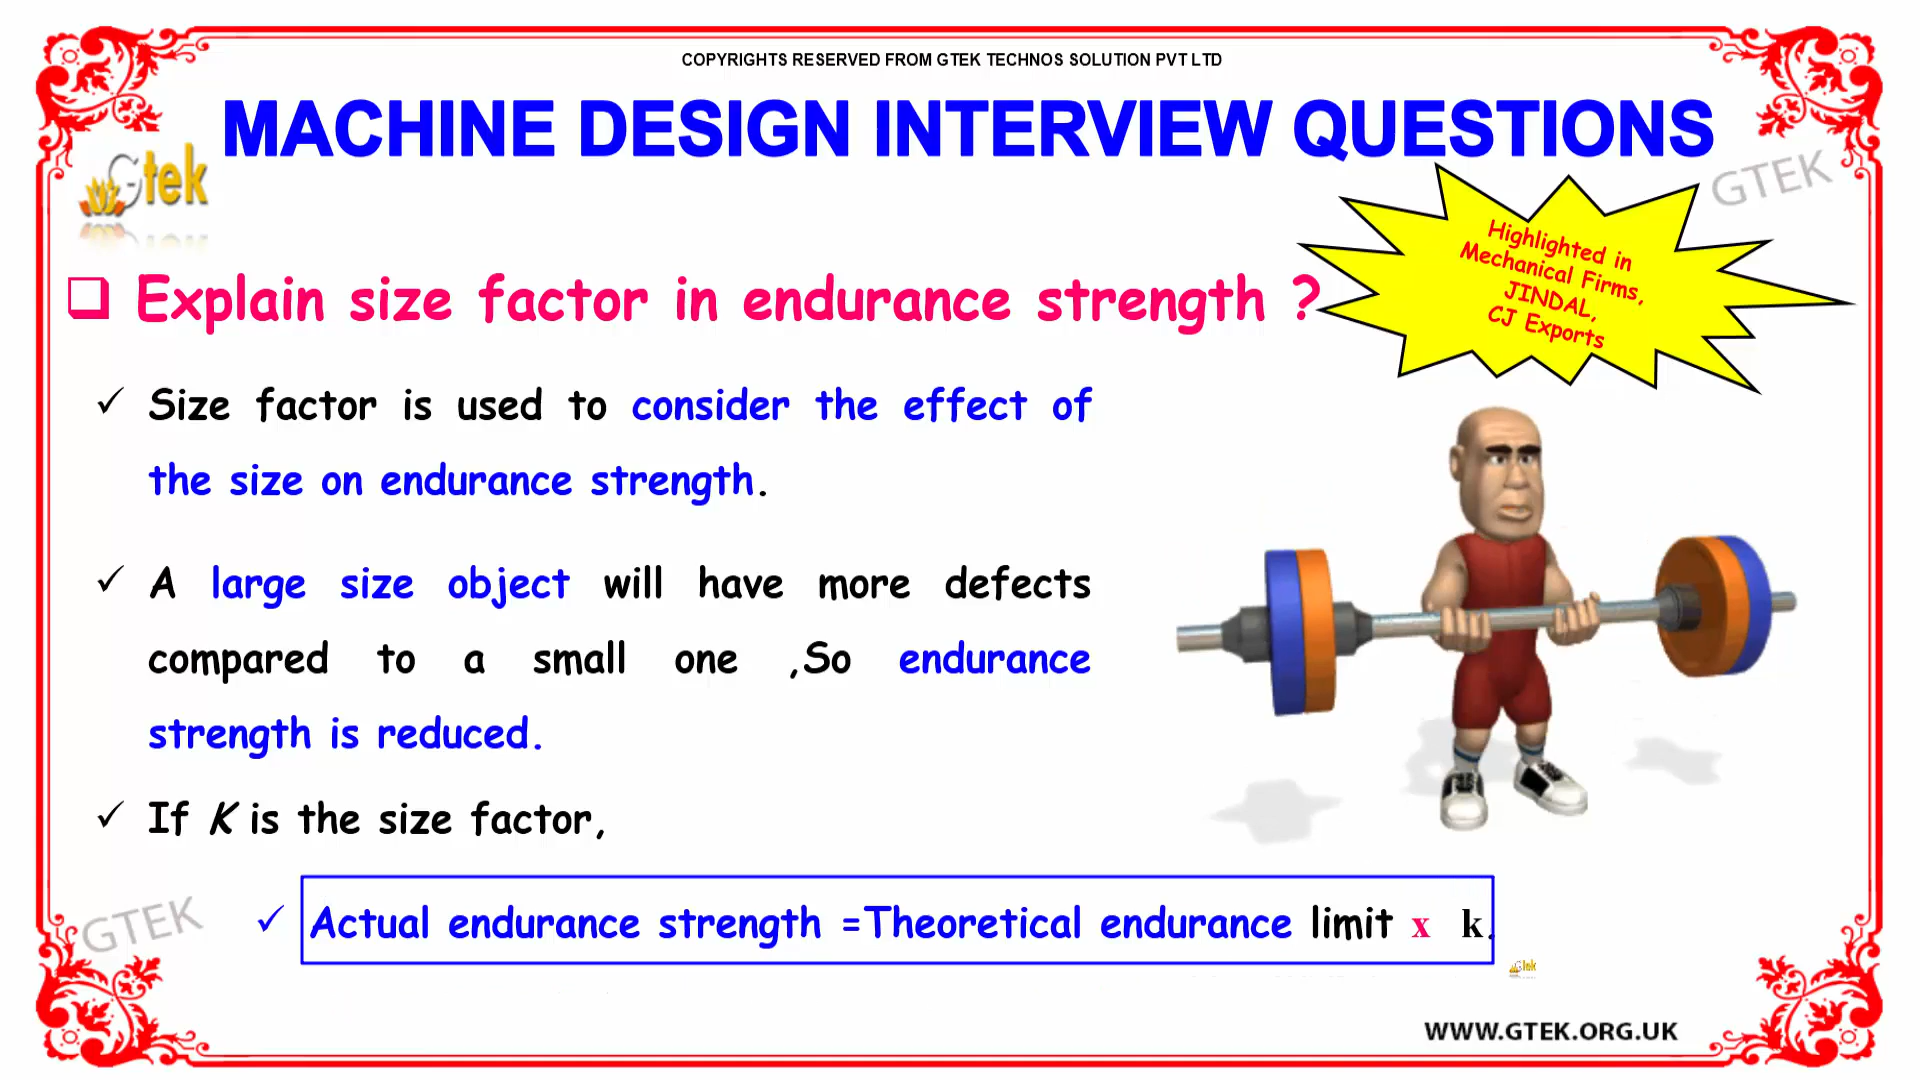 COPYRIGHTS RESERVED FROM GTEK TECHNOS SOLUTION PVT LTD
MACHINE DESIGN INTERVIEW QUESTIONS
Gtek
GTEK
Highlighted in
Mechanical Firms,
JINDAL,
CJ Exports
Explain size factor in endurance strength ?
Size factor is used to consider the effect of
the size on endurance strength.
A large size object will have more defects
compared to a small one ,So endurance
strength is reduced.
If K is the size factor,
GTEK
Actual endurance strength =Theoretical endurance limit x k.
Gtek
WWW.GTEK.ORG.UK